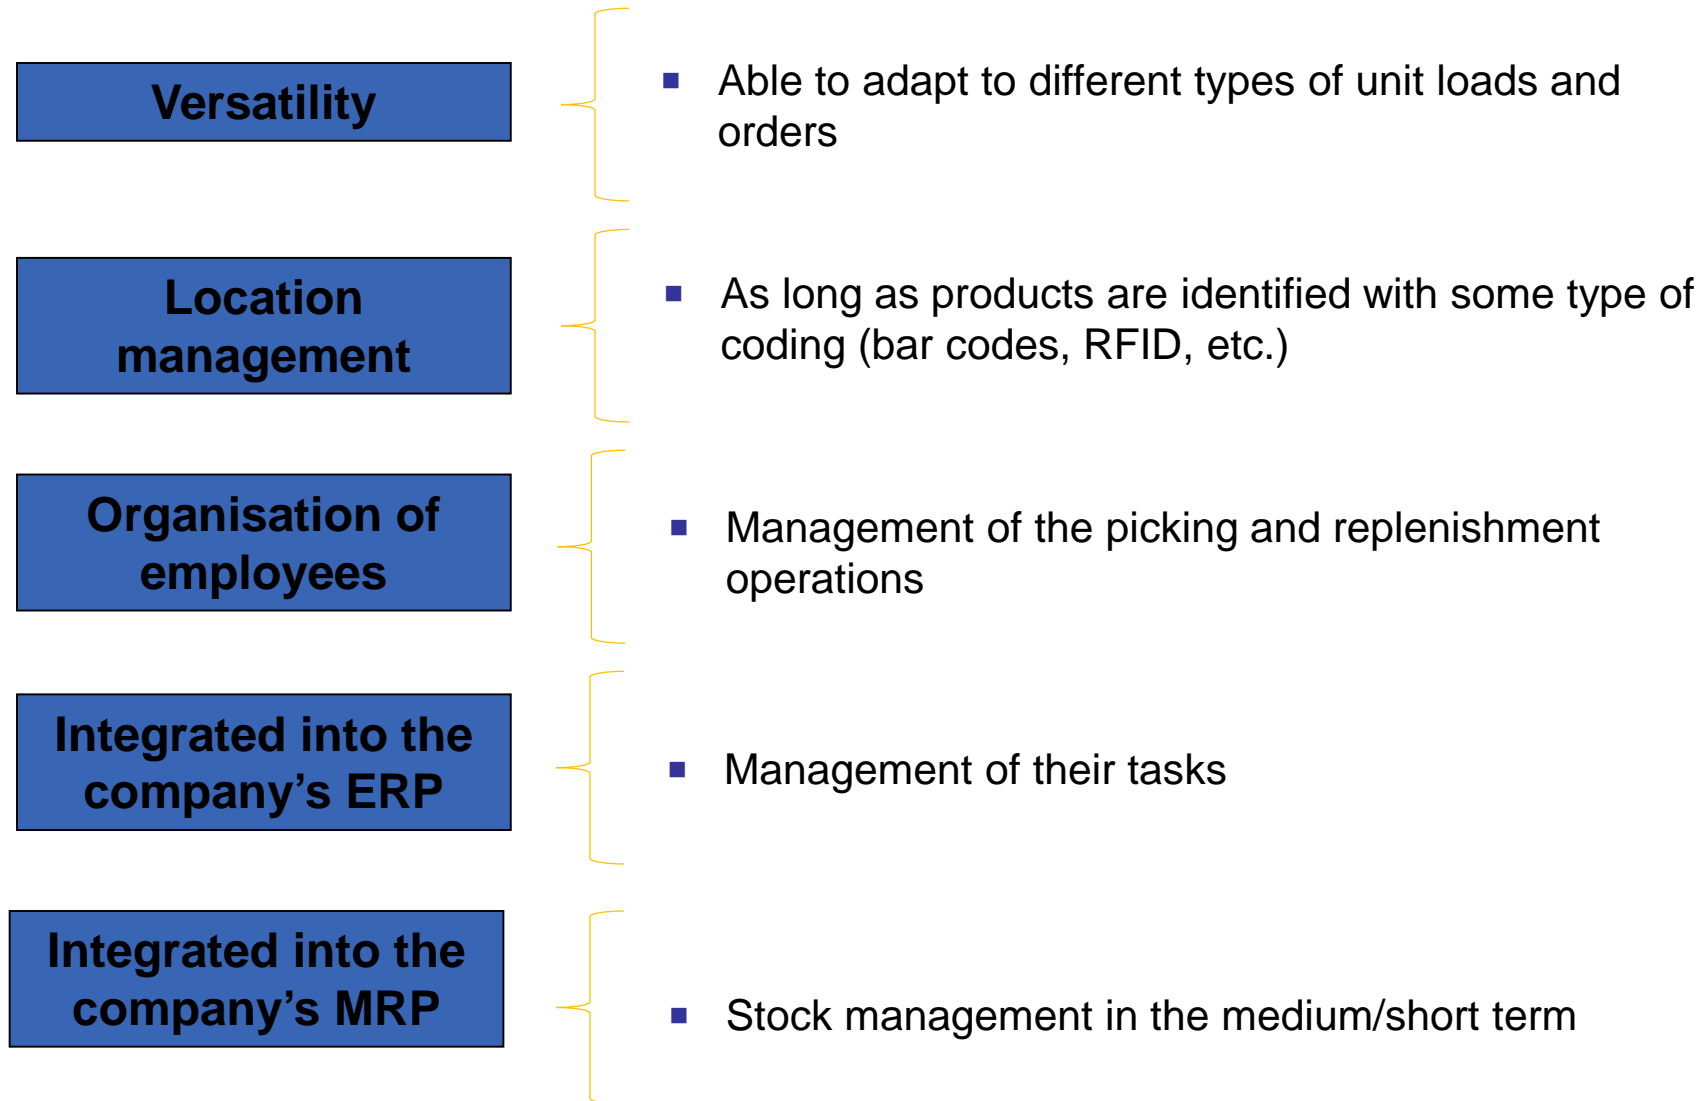 Versatility
■ Able to adapt to different types of unit loads and
orders
Location
management
■ As long as products are identified with some type of
coding (bar codes, RFID, etc.)
Organisation of
employees
■ Management of the picking and replenishment
operations
Integrated into the
company’s ERP
■ Management of their tasks
Integrated into the
company’s MRP
■ Stock management in the medium/short term